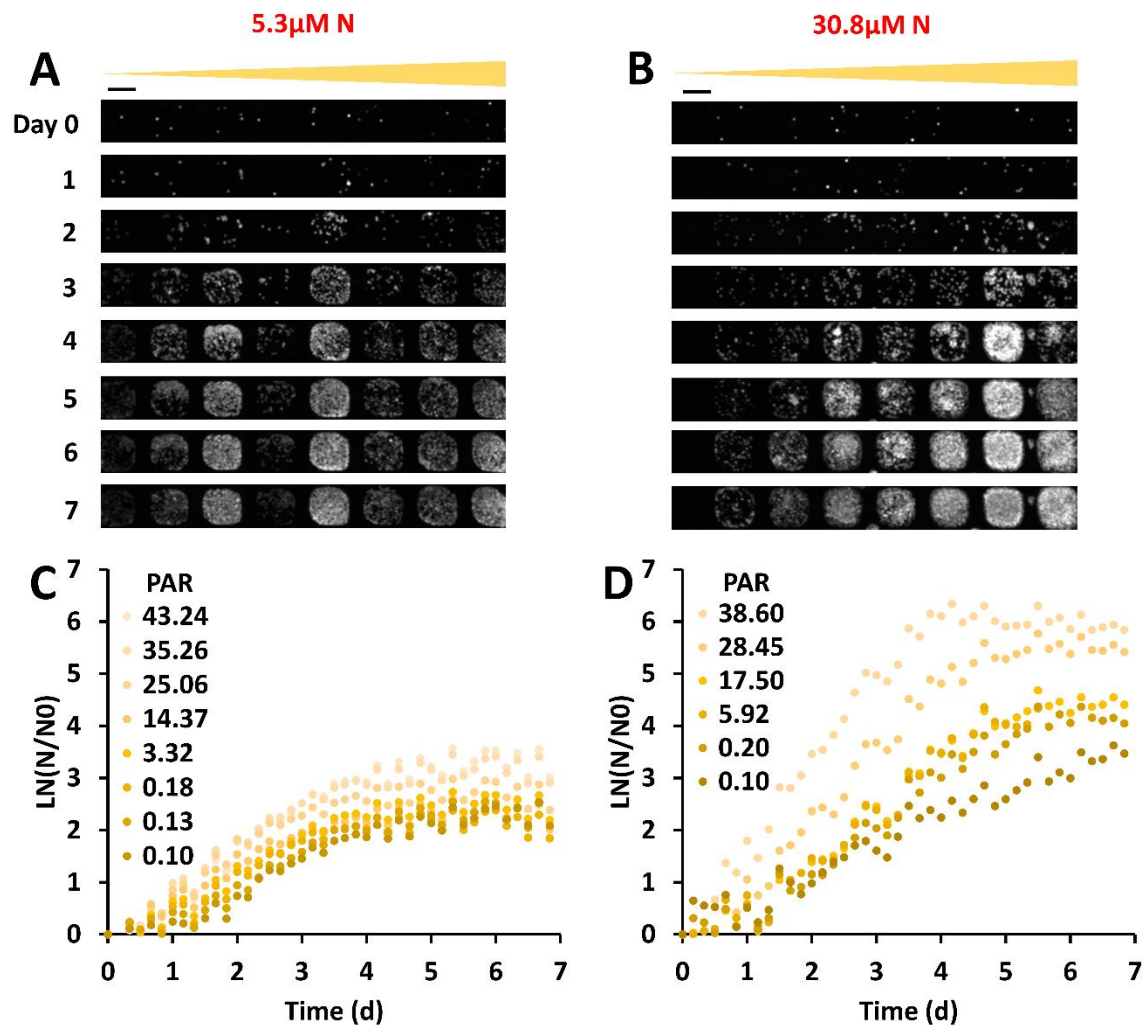 5.3µM N
30.8µM N
A
B
Day 0
1
2
3
4
5
6
7
C
7
6
5
4
3
2
1
0
LN(N/N0)
PAR
43.24
35.26
25.06
14.37
3.32
0.18
0.13
0.10
0 1 2 3 4 5 6 7
Time (d)
D
7
6
5
4
3
2
1
0
LN(N/N0)
PAR
38.60
28.45
17.50
5.92
0.20
0.10
0 1 2 3 4 5 6 7
Time (d)